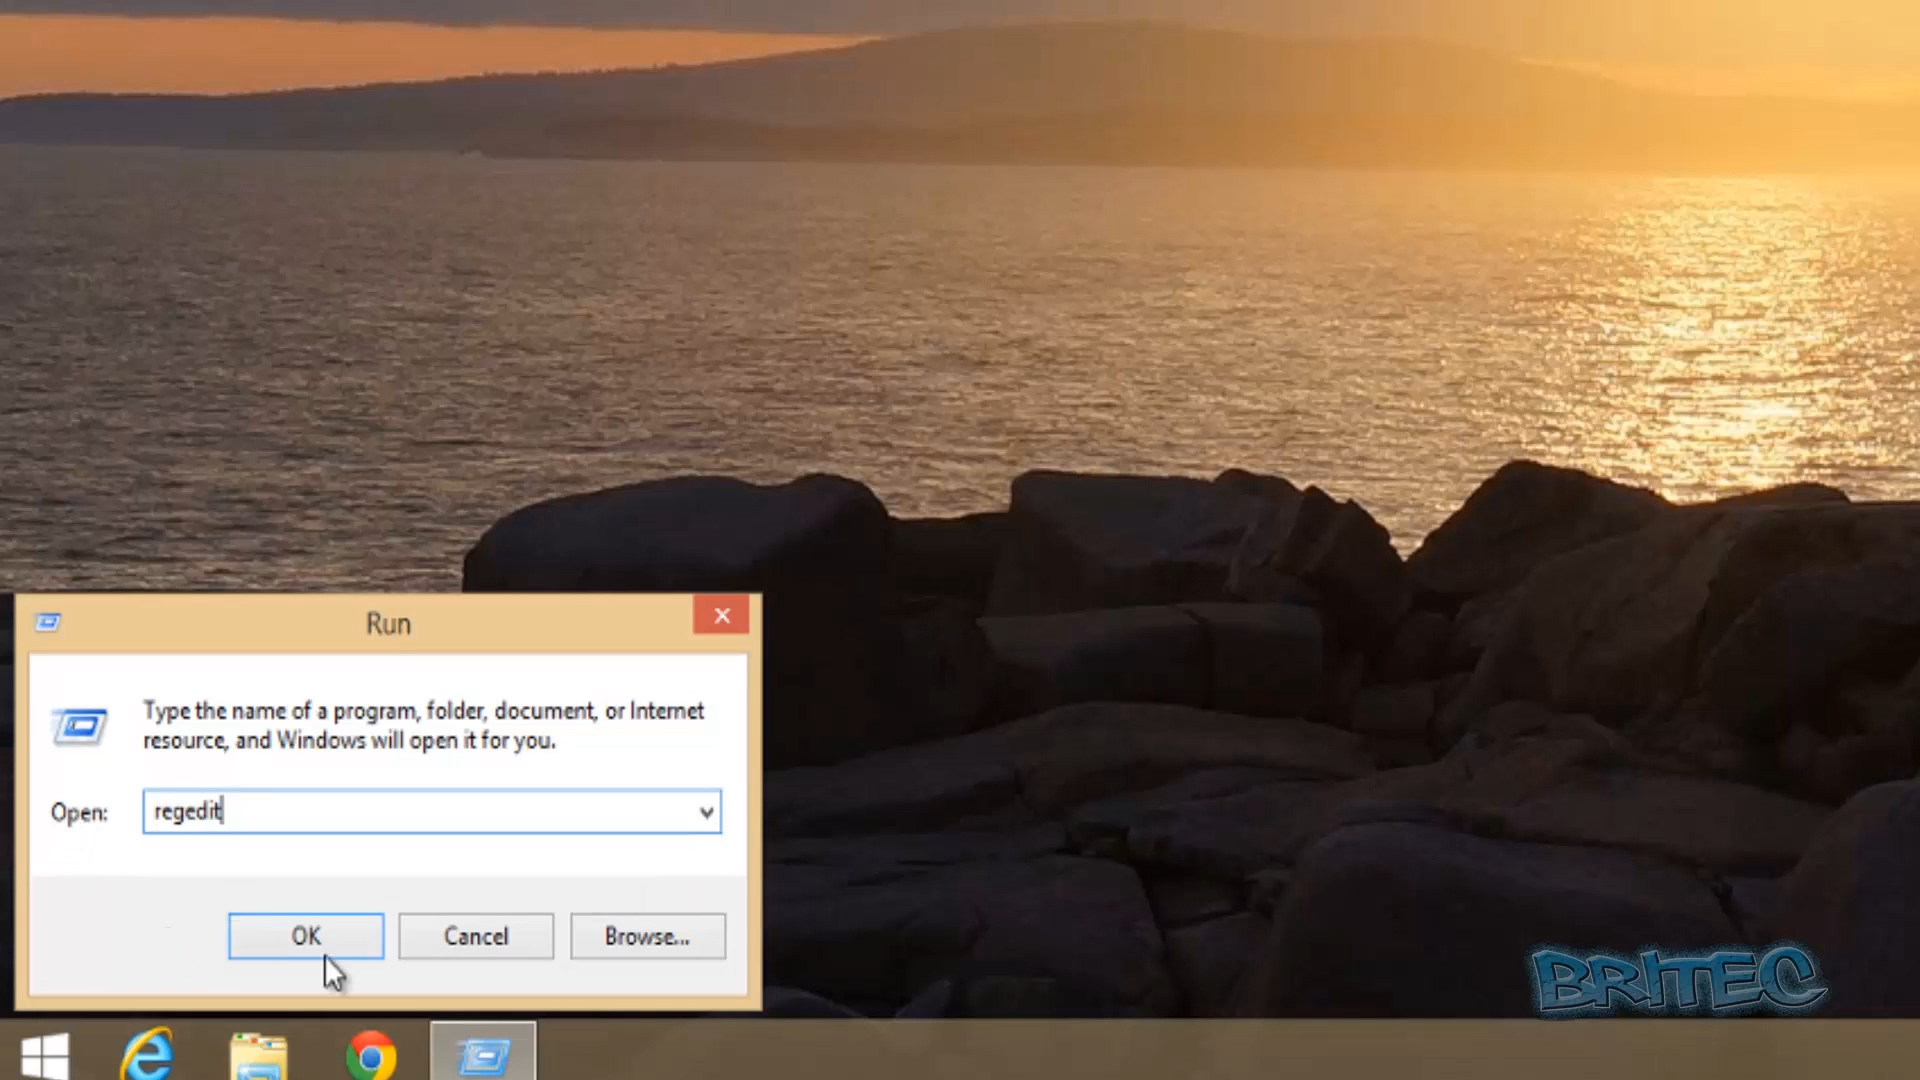 Run
Type the name of a program, folder, document, or Internet
resource, and Windows will open it for you.
Open:
regedit
OK
Cancel
Browse...
BRITEC